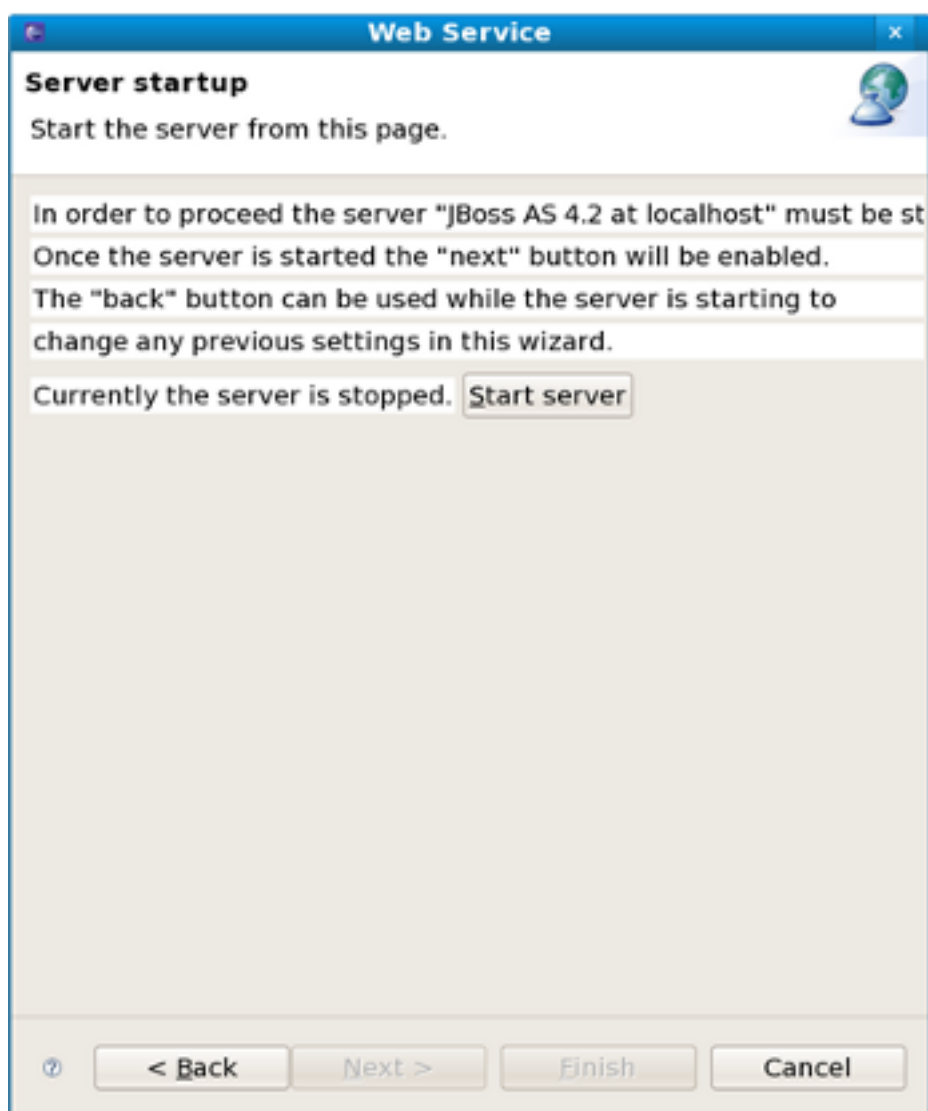 Web Service
Server startup
Start the server from this page.
In order to proceed the server "JBoss AS 4.2 at localhost" must be st
Once the server is started the "next" button will be enabled.
The "back" button can be used while the server is starting to
change any previous settings in this wizard.
Currently the server is stopped. Start server
? < Back Next > Finish Cancel